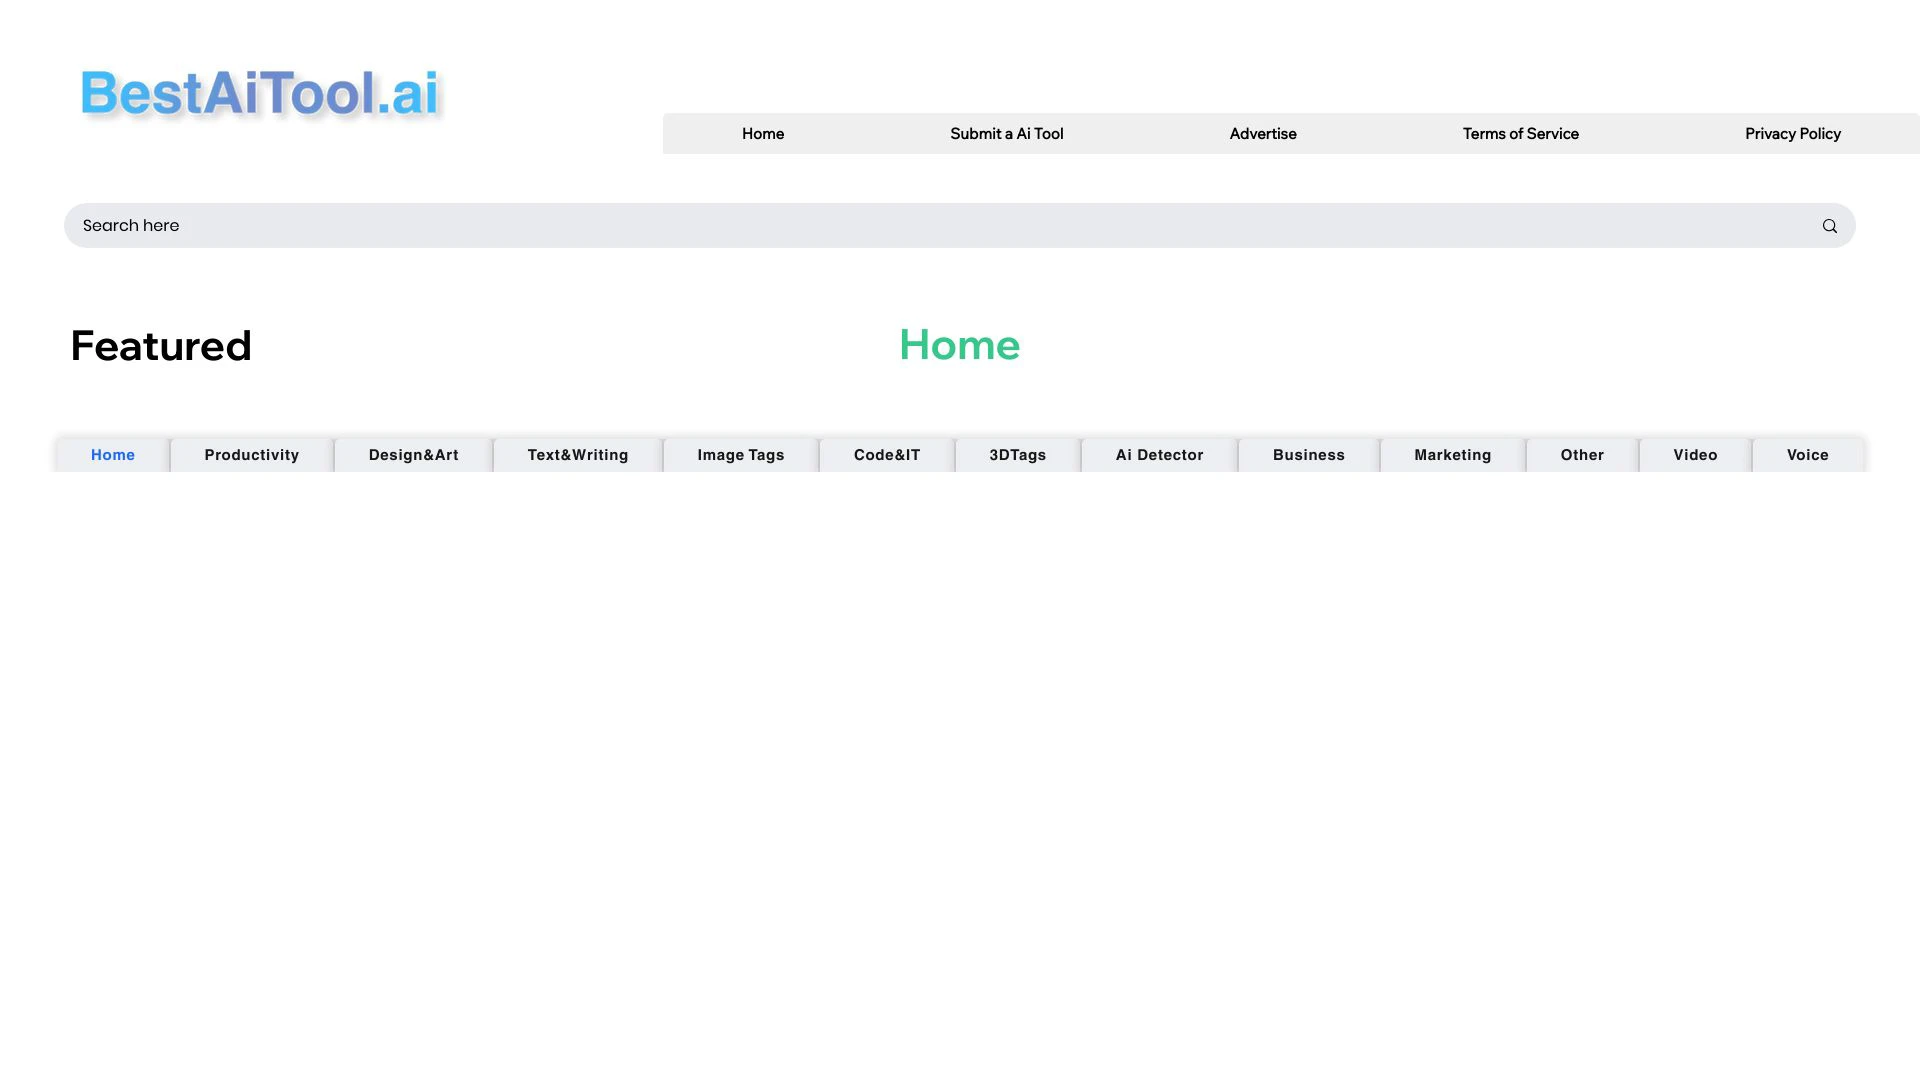 BestAiTool.ai
Home Submit a Ai Tool Advertise Terms of Service Privacy Policy
Search here
Featured
Home
Home Productivity Design&Art Text&Writing Image Tags Code&IT 3DTags Ai Detector Business Marketing Other Video Voice